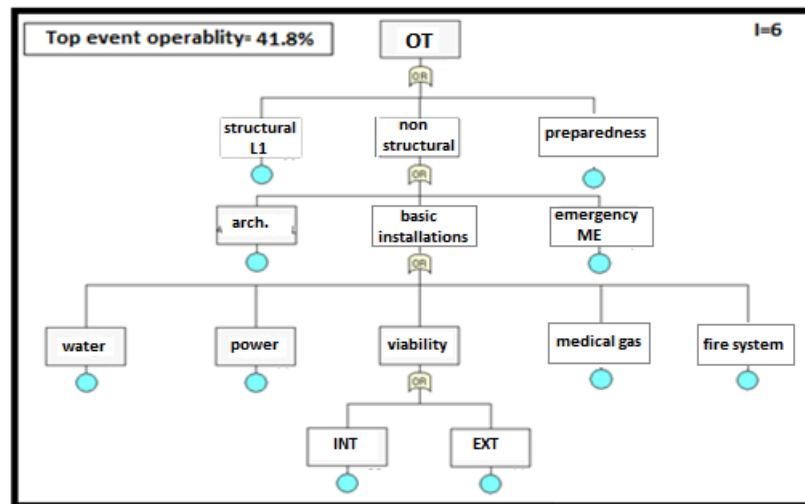 Top event operablity= 41.8%
I=6
OT
OR
structural
L1
non
structural
preparedness
OR
arch.
basic
installations
emergency
ME
OR
water
power
viability
medical gas
fire system
OR
INT
EXT